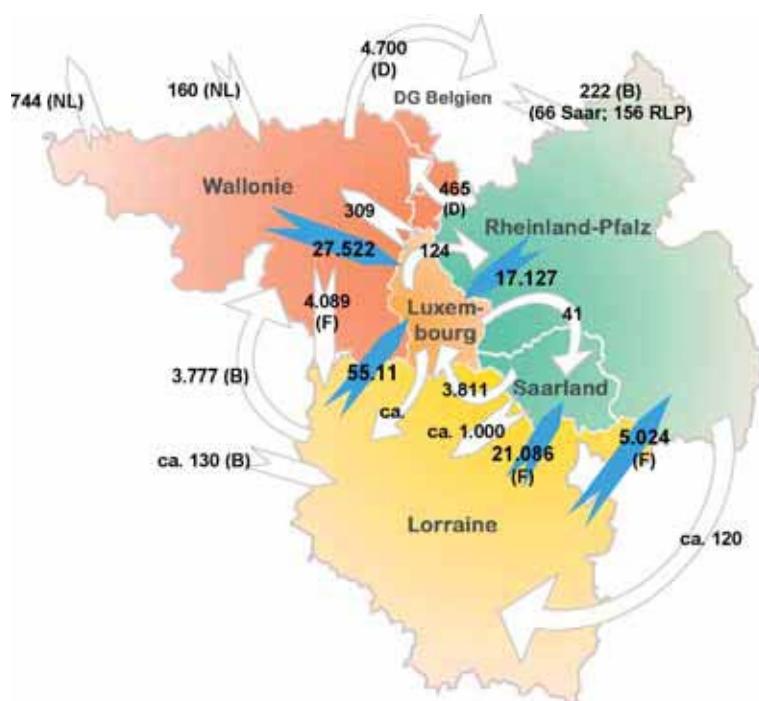 4.700
(D)
744 (NL)
160 (NL)
DG Belgien
222 (B)
(66 Saar; 156 RLP)
Wallonie
465
(D)
309
Rheinland-Pfalz
27.522
124
17.127
4.089
(F)
Luxem-
bourg
41
3.777 (B)
55.11
3.811
Saarland
ca.
ca. 1.000
ca. 130 (B)
21.086
(F)
5.024
(F)
Lorraine
ca. 120